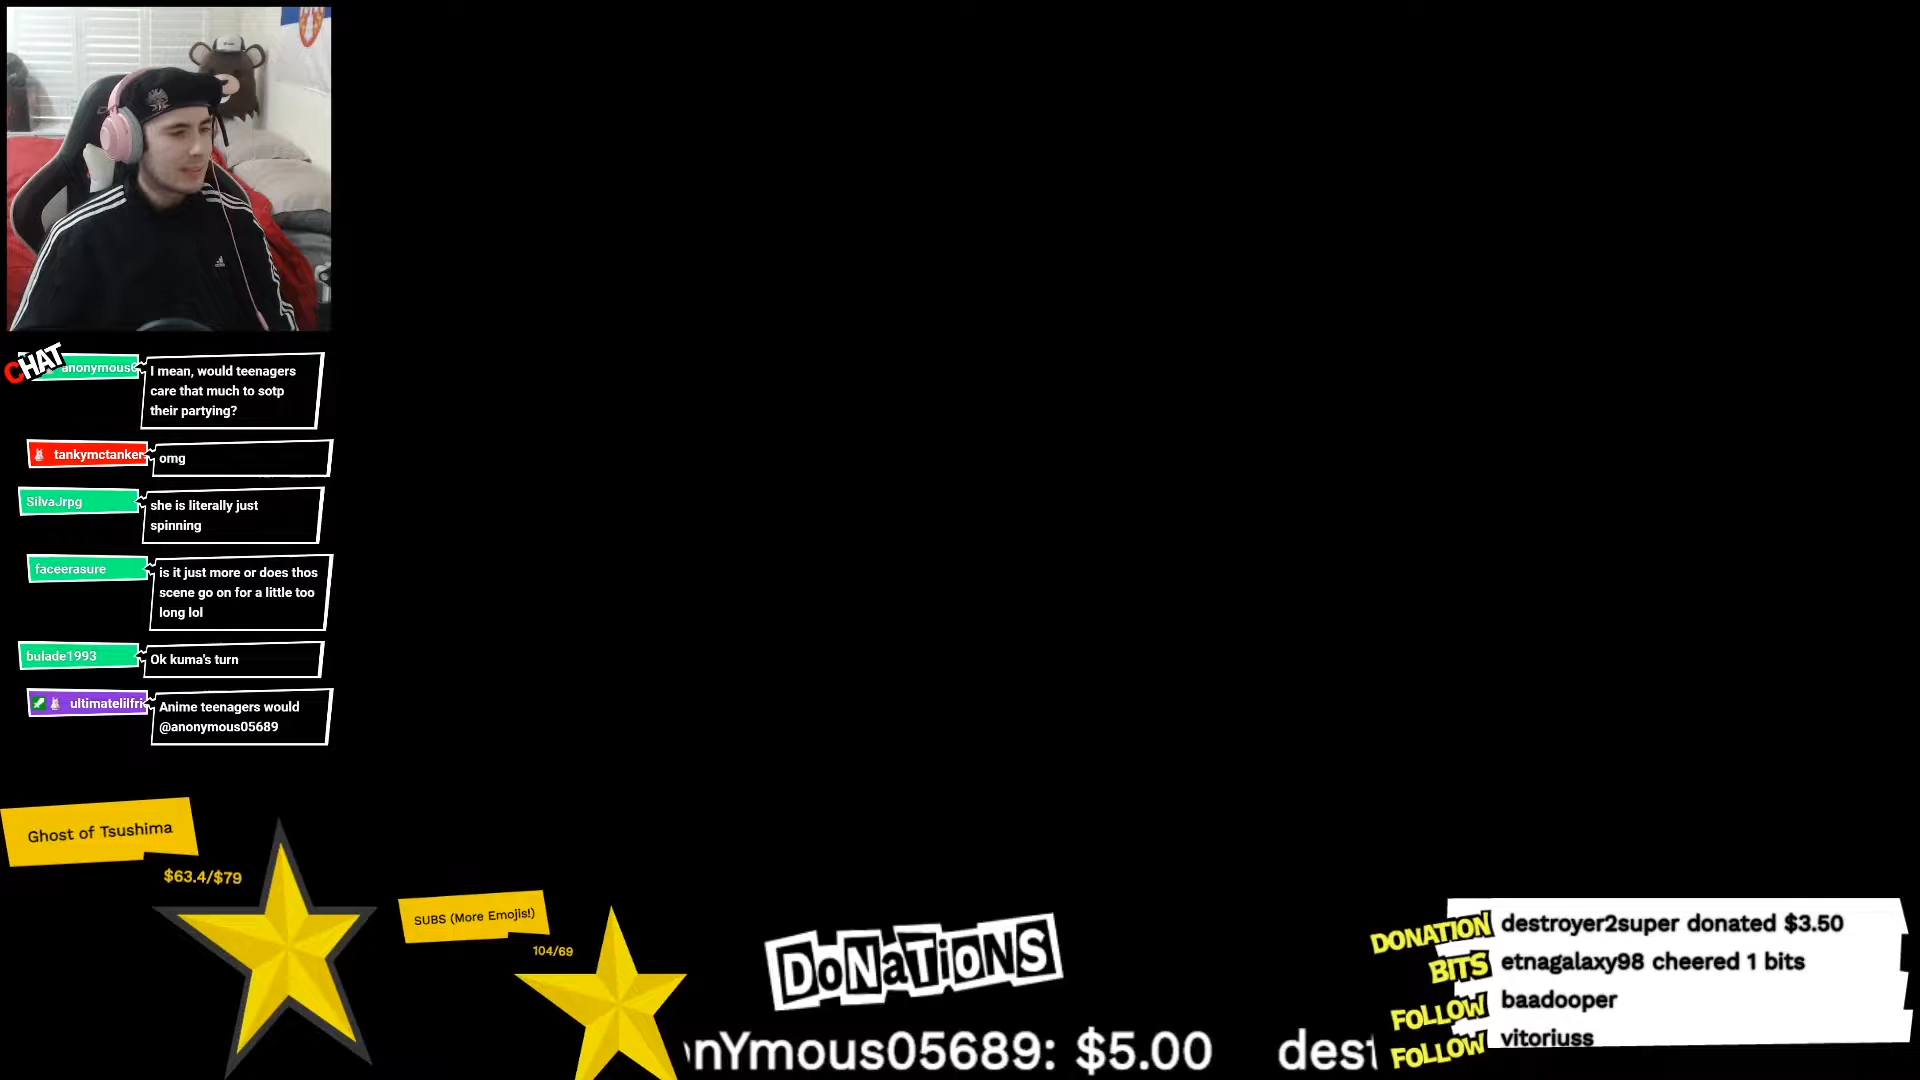 CHAT
anonymous
I mean, would teenagers
care that much to sotp
their partying?
tankymctanker
omg
SilvaJrpg
she is literally just
spinning
faceerasure
is it just more or does thos
scene go on for a little too
long lol
bulade1993
Ok kuma's turn
ultimatelilfri
Anime teenagers would
@anonymous05689
Ghost of Tsushima
$63.4/$79
SUBS (More Emojis!)
104/69
DoNaTioNS
nYmous05689: $5.00 dest
DONATION destroyer2super donated $3.50
BITS etnagalaxy98 cheered 1 bits
FOLLOW baadooper
FOLLOW vitoriuss